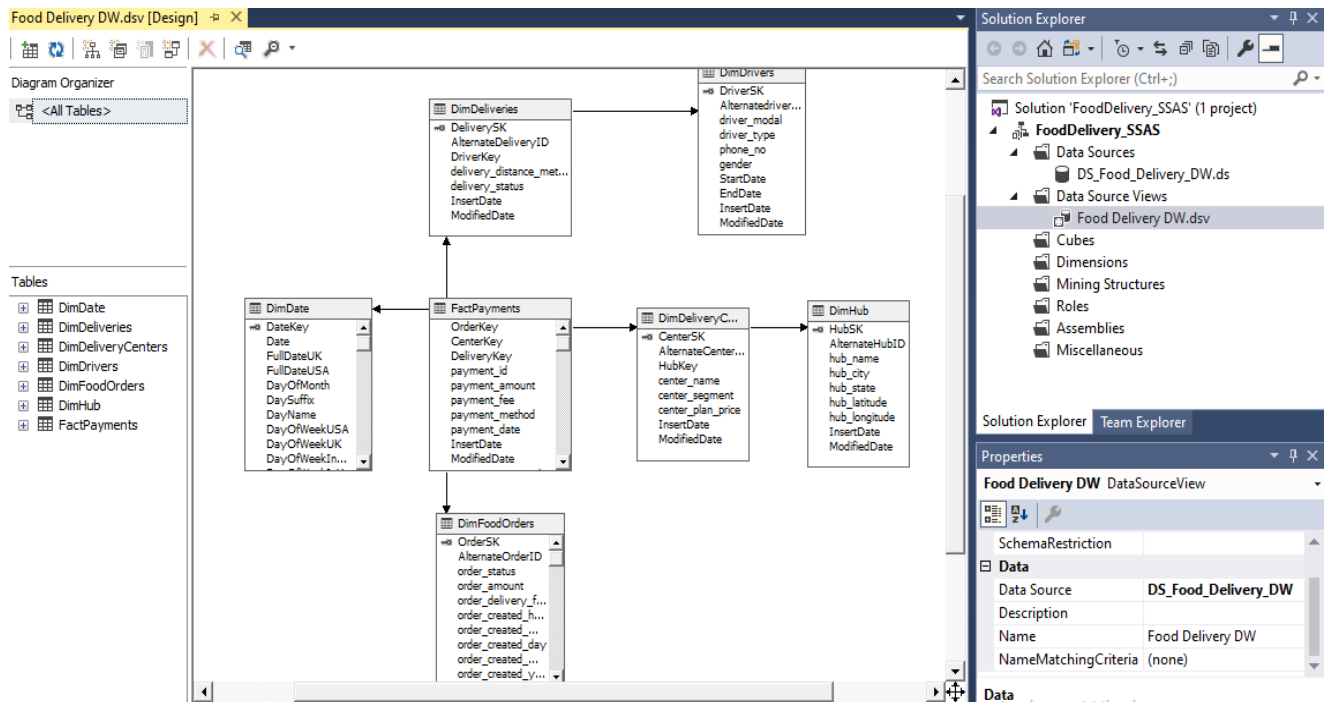 Food Delivery DW.dsv [Design]
Diagram Organizer
<All Tables>
Tables
DimDate
DimDeliveries
DimDeliveryCenters
DimDrivers
DimFoodOrders
DimHub
FactPayments
DimDeliveries
DeliverySK
AlternateDeliveryID
DriverKey
delivery_distance_met...
delivery_status
InsertDate
ModifiedDate
DimDrivers
DriverSK
Alternatedriver...
driver_modal
driver_type
phone_no
gender
StartDate
EndDate
InsertDate
ModifiedDate
DimDate
DateKey
Date
FullDateUK
FullDateUSA
DayOfMonth
DaySuffix
DayName
DayOfWeekUSA
DayOfWeekUK
DayOfWeekIn...
FactPayments
OrderKey
CenterKey
DeliveryKey
payment_id
payment_amount
payment_fee
payment_method
payment_date
InsertDate
ModifiedDate
DimDeliveryC...
CenterSK
AlternateCenter...
HubKey
center_name
center_segment
center_plan_price
InsertDate
ModifiedDate
DimHub
HubSK
AlternateHubID
hub_name
hub_city
hub_state
hub_latitude
hub_longitude
InsertDate
ModifiedDate
DimFoodOrders
OrderSK
AlternateOrderID
order_status
order_amount
order_delivery_f...
order_created_h...
order_created_...
order_created_day
order_created_...
order_created_y...
Solution Explorer
Search Solution Explorer (Ctrl+;)
Solution 'FoodDelivery_SSAS' (1 project)
FoodDelivery_SSAS
Data Sources
DS_Food_Delivery_DW.ds
Data Source Views
Food Delivery DW.dsv
Cubes
Dimensions
Mining Structures
Roles
Assemblies
Miscellaneous
Solution Explorer Team Explorer
Properties
Food Delivery DW DataSourceView
SchemaRestriction
Data
Data Source DS_Food_Delivery_DW
Description
Name Food Delivery DW
NameMatchingCriteria (none)
Data